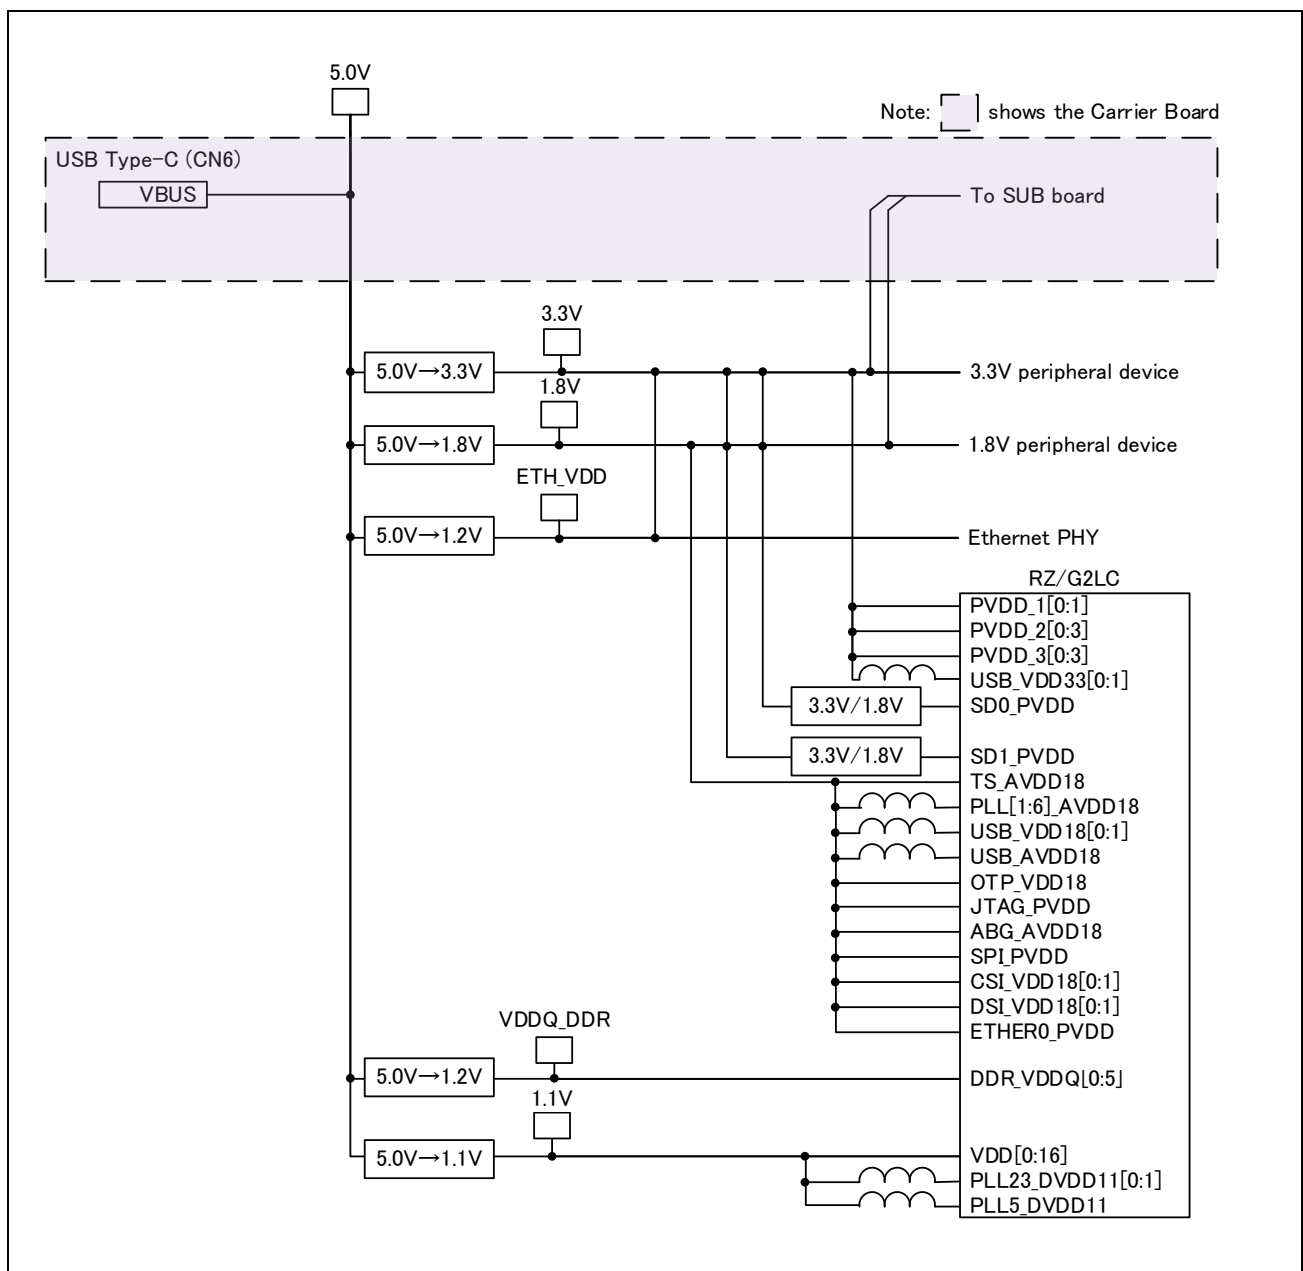 5.0V
Note: shows the Carrier Board
USB Type-C (CN6)
VBUS
To SUB board
3.3V
5.0V→3.3V
3.3V peripheral device
1.8V
5.0V→1.8V
1.8V peripheral device
ETH_VDD
5.0V→1.2V
Ethernet PHY
RZ/G2LC
PVDD_1[0:1]
PVDD_2[0:3]
PVDD_3[0:3]
USB_VDD33[0:1]
3.3V/1.8V
SD0_PVDD
3.3V/1.8V
SD1_PVDD
TS_AVDD18
PLL[1:6]_AVDD18
USB_VDD18[0:1]
USB_AVDD18
OTP_VDD18
JTAG_PVDD
ABG_AVDD18
SPI_PVDD
CSI_VDD18[0:1]
DSI_VDD18[0:1]
ETHER0_PVDD
VDDQ_DDR
5.0V→1.2V
DDR_VDDQ[0:5]
1.1V
5.0V→1.1V
VDD[0:16]
PLL23_DVDD11[0:1]
PLL5_DVDD11